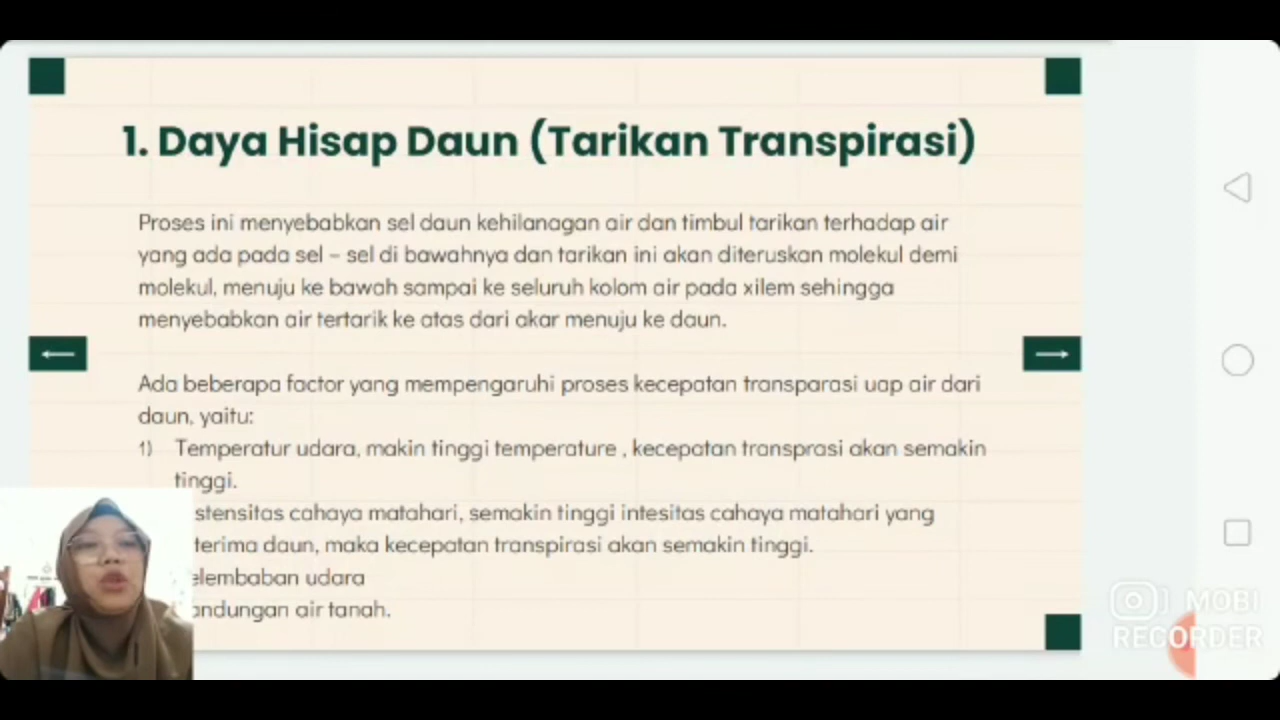 1. Daya Hisap Daun (Tarikan Transpirasi)
Proses ini menyebabkan sel daun kehilanagan air dan timbul tarikan terhadap air
yang ada pada sel – sel di bawahnya dan tarikan ini akan diteruskan molekul demi
molekul, menuju ke bawah sampai ke seluruh kolom air pada xilem sehingga
menyebabkan air tertarik ke atas dari akar menuju ke daun.
Ada beberapa factor yang mempengaruhi proses kecepatan transparasi uap air dari
daun, yaitu:
1) Temperatur udara, makin tinggi temperature , kecepatan transprasi akan semakin
tinggi.
stensitas cahaya matahari, semakin tinggi intesitas cahaya matahari yang
terima daun, maka kecepatan transpirasi akan semakin tinggi.
elembaban udara
andungan air tanah.
MOBI
RECORDER